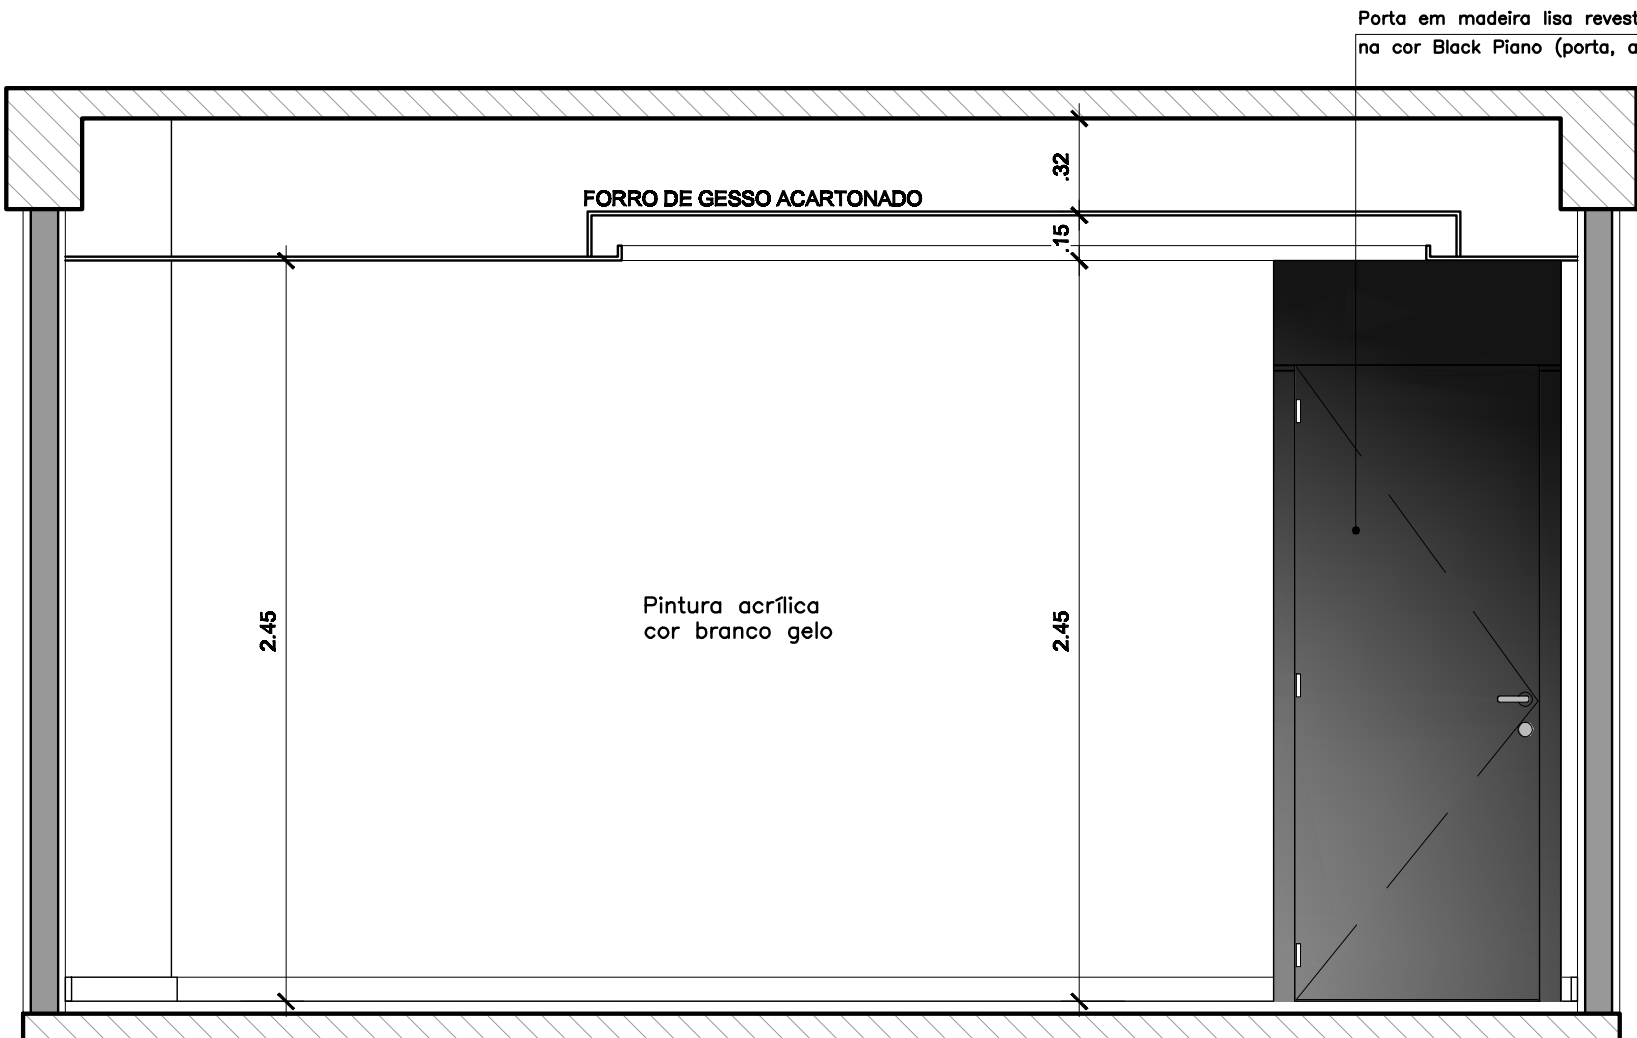 Porta em madeira lisa revest
na cor Black Piano (porta, a
.32
FORRO DE GESSO ACARTONADO
.15
2.45
2.45
Pintura acrílica
cor branco gelo